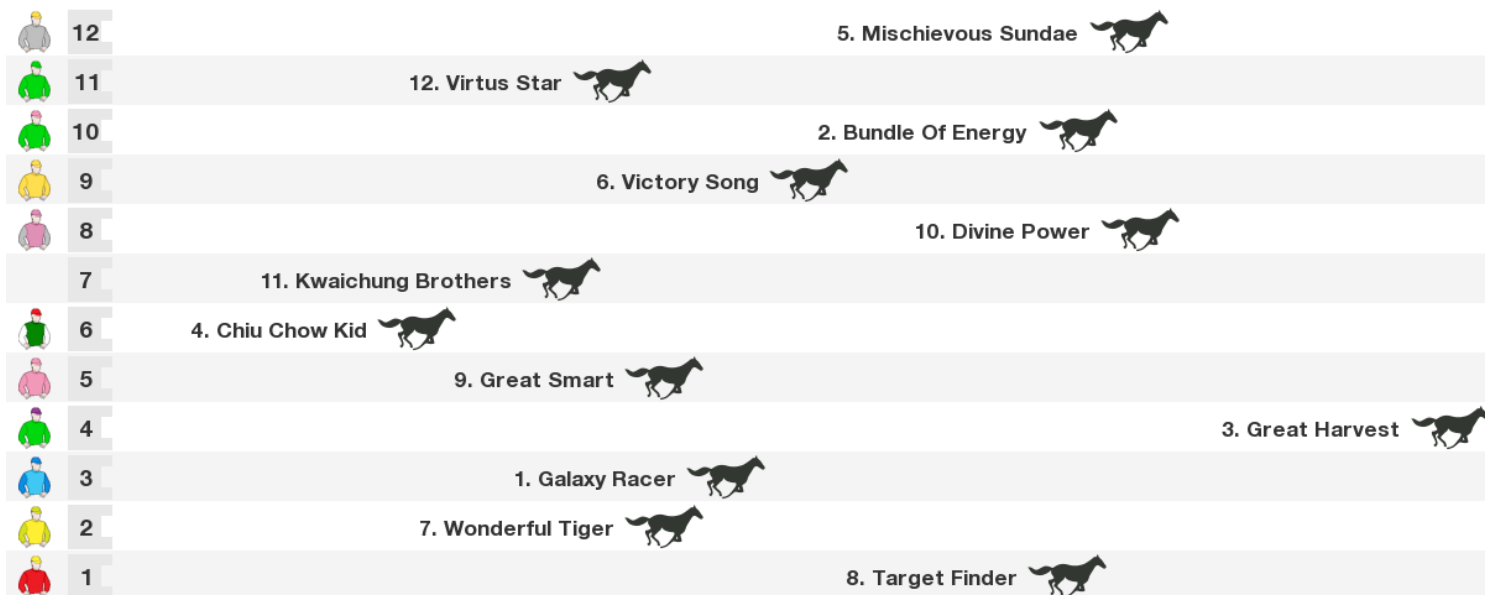 12 5. Mischievous Sundae
11 12. Virtus Star
10 2. Bundle Of Energy
9 6. Victory Song
8 10. Divine Power
7 11. Kwaichung Brothers
6 4. Chiu Chow Kid
5 9. Great Smart
4 3. Great Harvest
3 1. Galaxy Racer
2 7. Wonderful Tiger
1 8. Target Finder